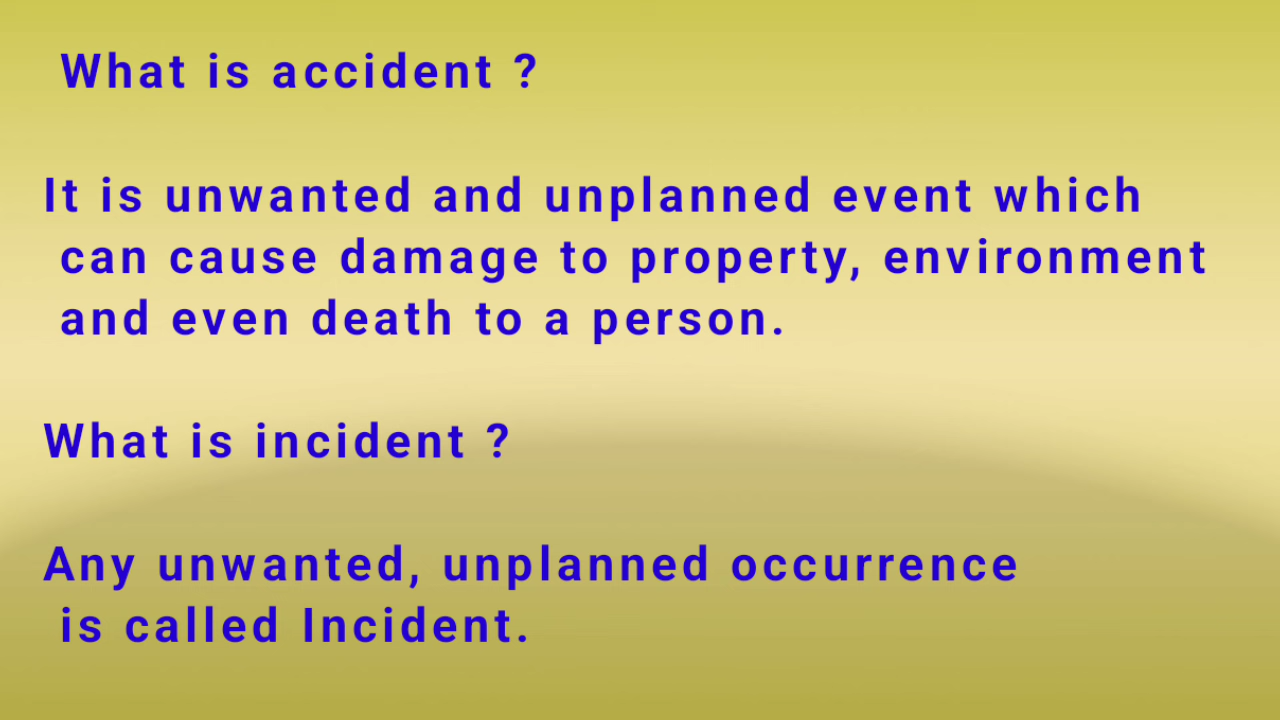 What is accident ?
It is unwanted and unplanned event which
can cause damage to property, environment
and even death to a person.
What is incident ?
Any unwanted, unplanned occurrence
is called Incident.